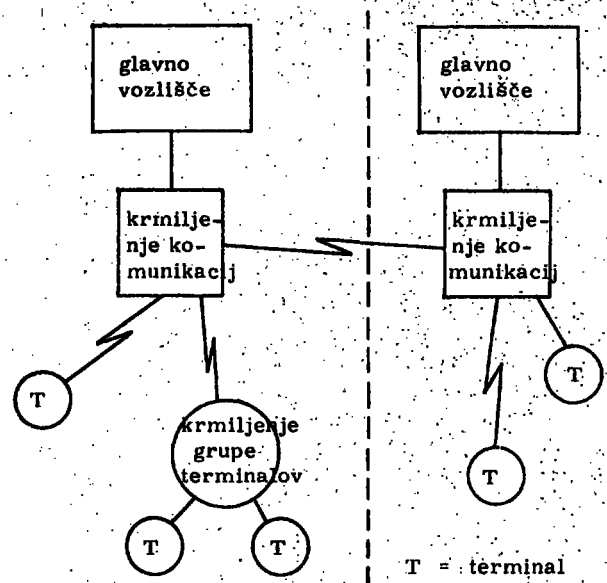 glavno
vozlišče
glavno
vozlišče
krmilje-
nje ko-
munikacij
krmilje-
nje ko-
munikacij
T
T
krmiljenje
grupe
terminalov
T
T
T
T = terminal